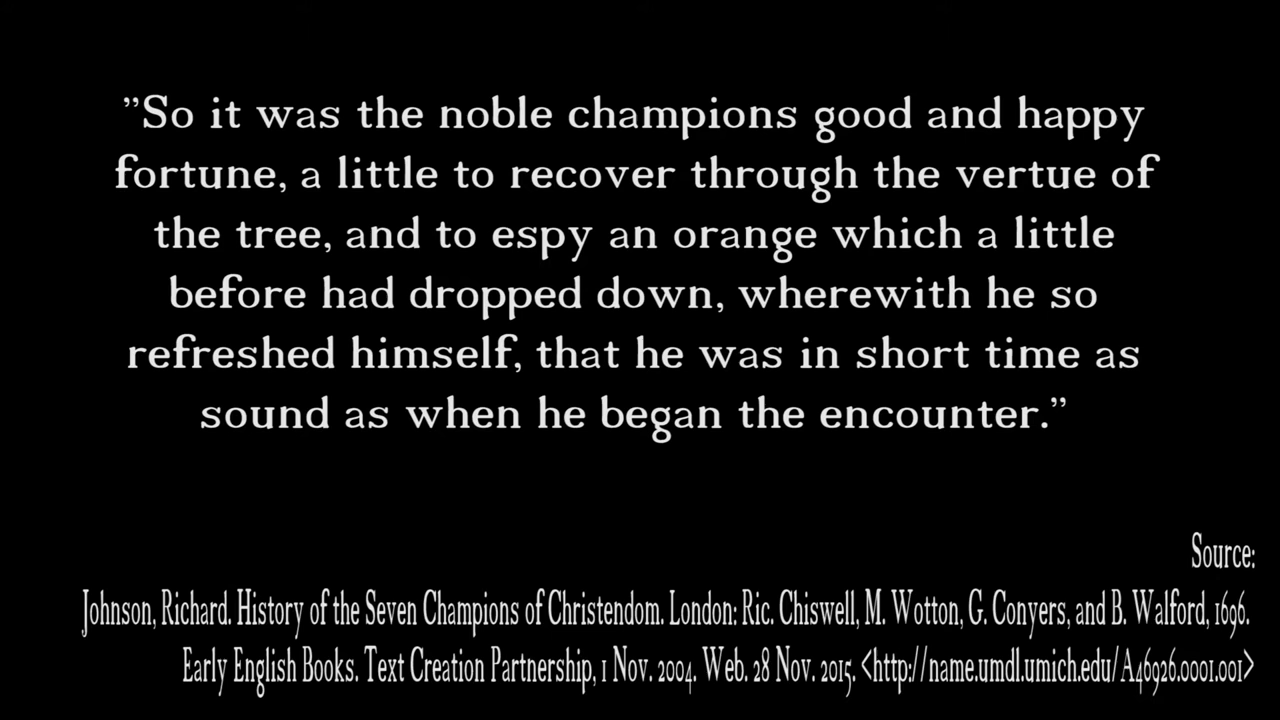 ”So it was the noble champions good and happy
fortune, a little to recover through the vertue of
the tree, and to espy an orange which a little
before had dropped down, wherewith he so
refreshed himself, that he was in short time as
sound as when he began the encounter.”
Source:
Johnson, Richard. History of the Seven Champions of Christendom. London: Ric. Chiswell, M. Wotton, G. Conyers, and B. Walford, 1696.
Early English Books. Text Creation Partnership, 1 Nov. 2004. Web. 28 Nov. 2015. <http://name.umdl.umich.edu/A46926.0001.001>